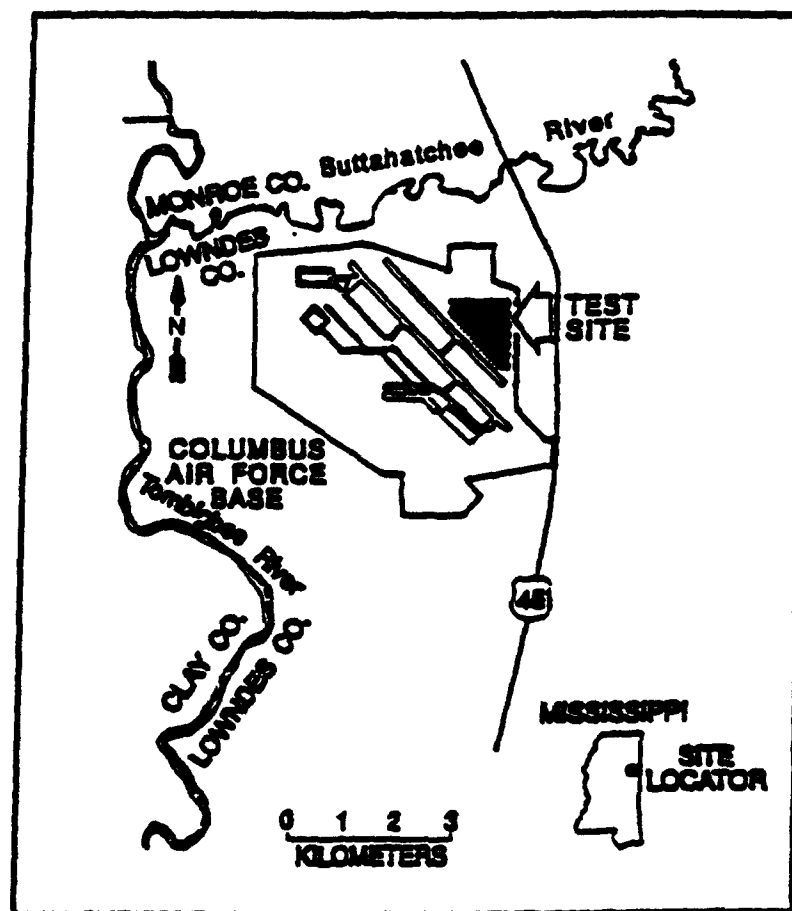 Buttahatchee River
MONROE CO.
LOWNDES
CO.
N
TEST
SITE
COLUMBUS
AIR FORCE
BASE
Tombigbee River
45
CLAY CO.
LOWNDES CO.
MISSISSIPPI
SITE
LOCATOR
0 1 2 3
KILOMETERS